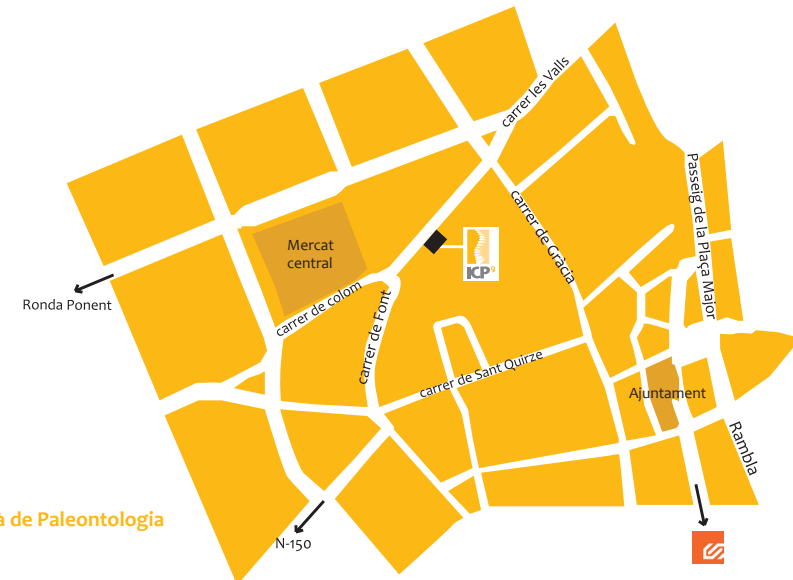 carrer les Valls
Passeig de la Plaça Major
carrer de Gràcia
Mercat
central
ICP
Ronda Ponent
carrer de colom
carrer de Font
carrer de Sant Quirze
Ajuntament
Rambla
à de Paleontologia
N-150